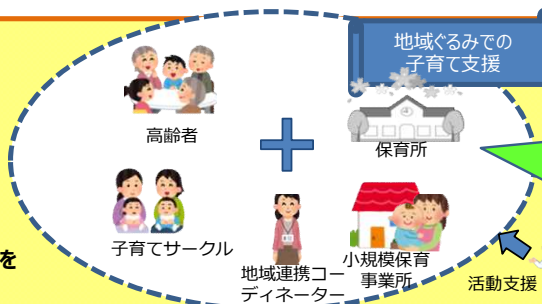 地域ぐるみでの
子育て支援
高齢者
保育所
子育てサークル
を
地域連携コー
ディネーター
小規模保育
事業所
活動支援